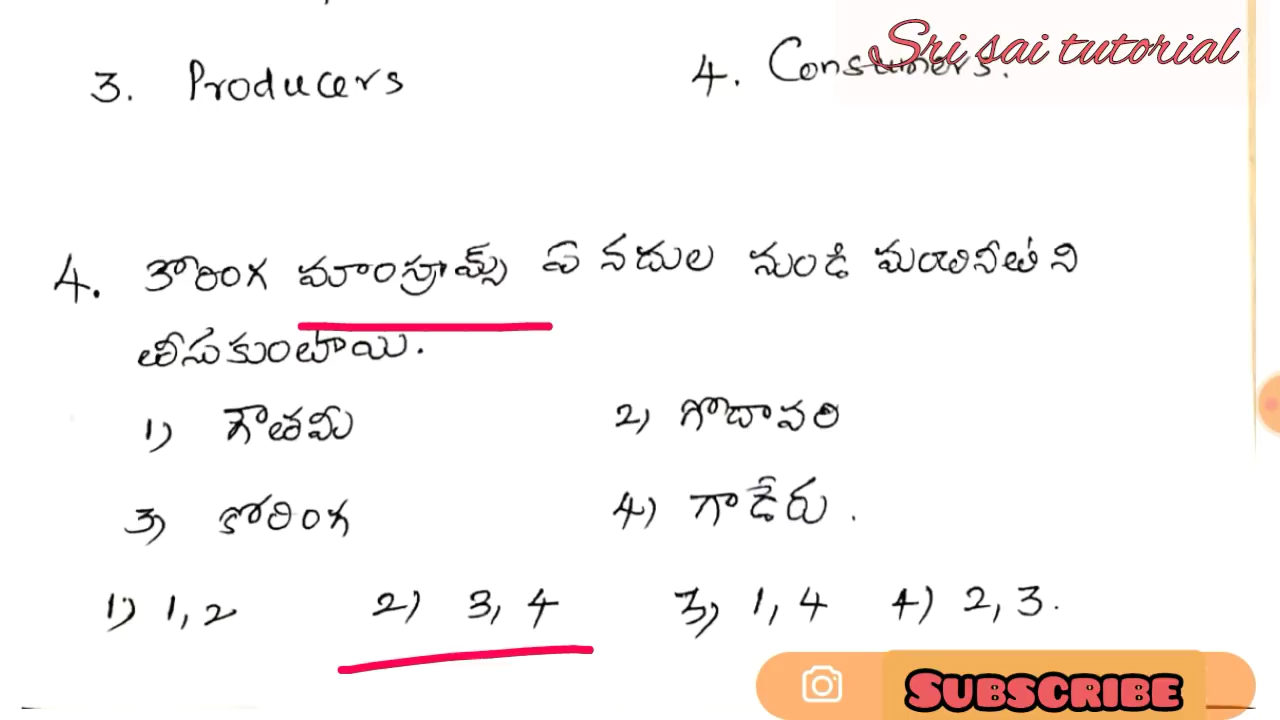 Sri sai tutorial
3. Producers 4. Consumers.
4. కోరింగ మాంగ్రూమ్స్ ఏ నదుల నుండి మంచినీటిని
తీసుకుంటాయి.
1) గౌతమీ 2) గోదావరి
3) కోరింగ 4) గాడేరు.
1) 1, 2 2) 3, 4 3) 1, 4 4) 2, 3.
SUBSCRIBE